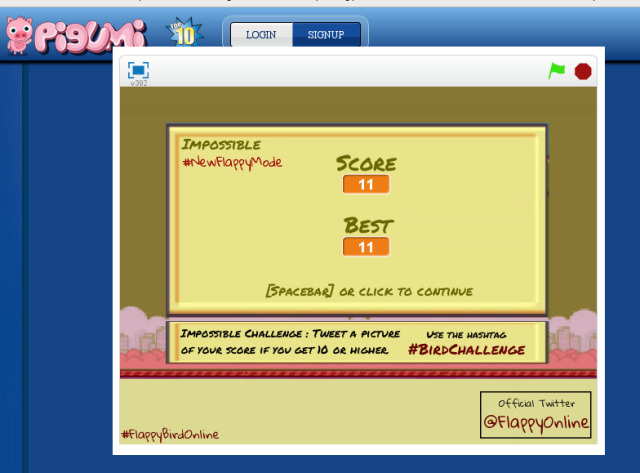 PIGUMi
TOP
10
LOGIN
SIGNUP
v392
Impossible
#NewFlappyMode
Score
11
Best
11
[Spacebar] or click to continue
Impossible Challenge : Tweet a picture
of your score if you get 10 or higher.
Use the hashtag
#BirdChallenge
Official Twitter
@FlappyOnline
#FlappyBirdOnline